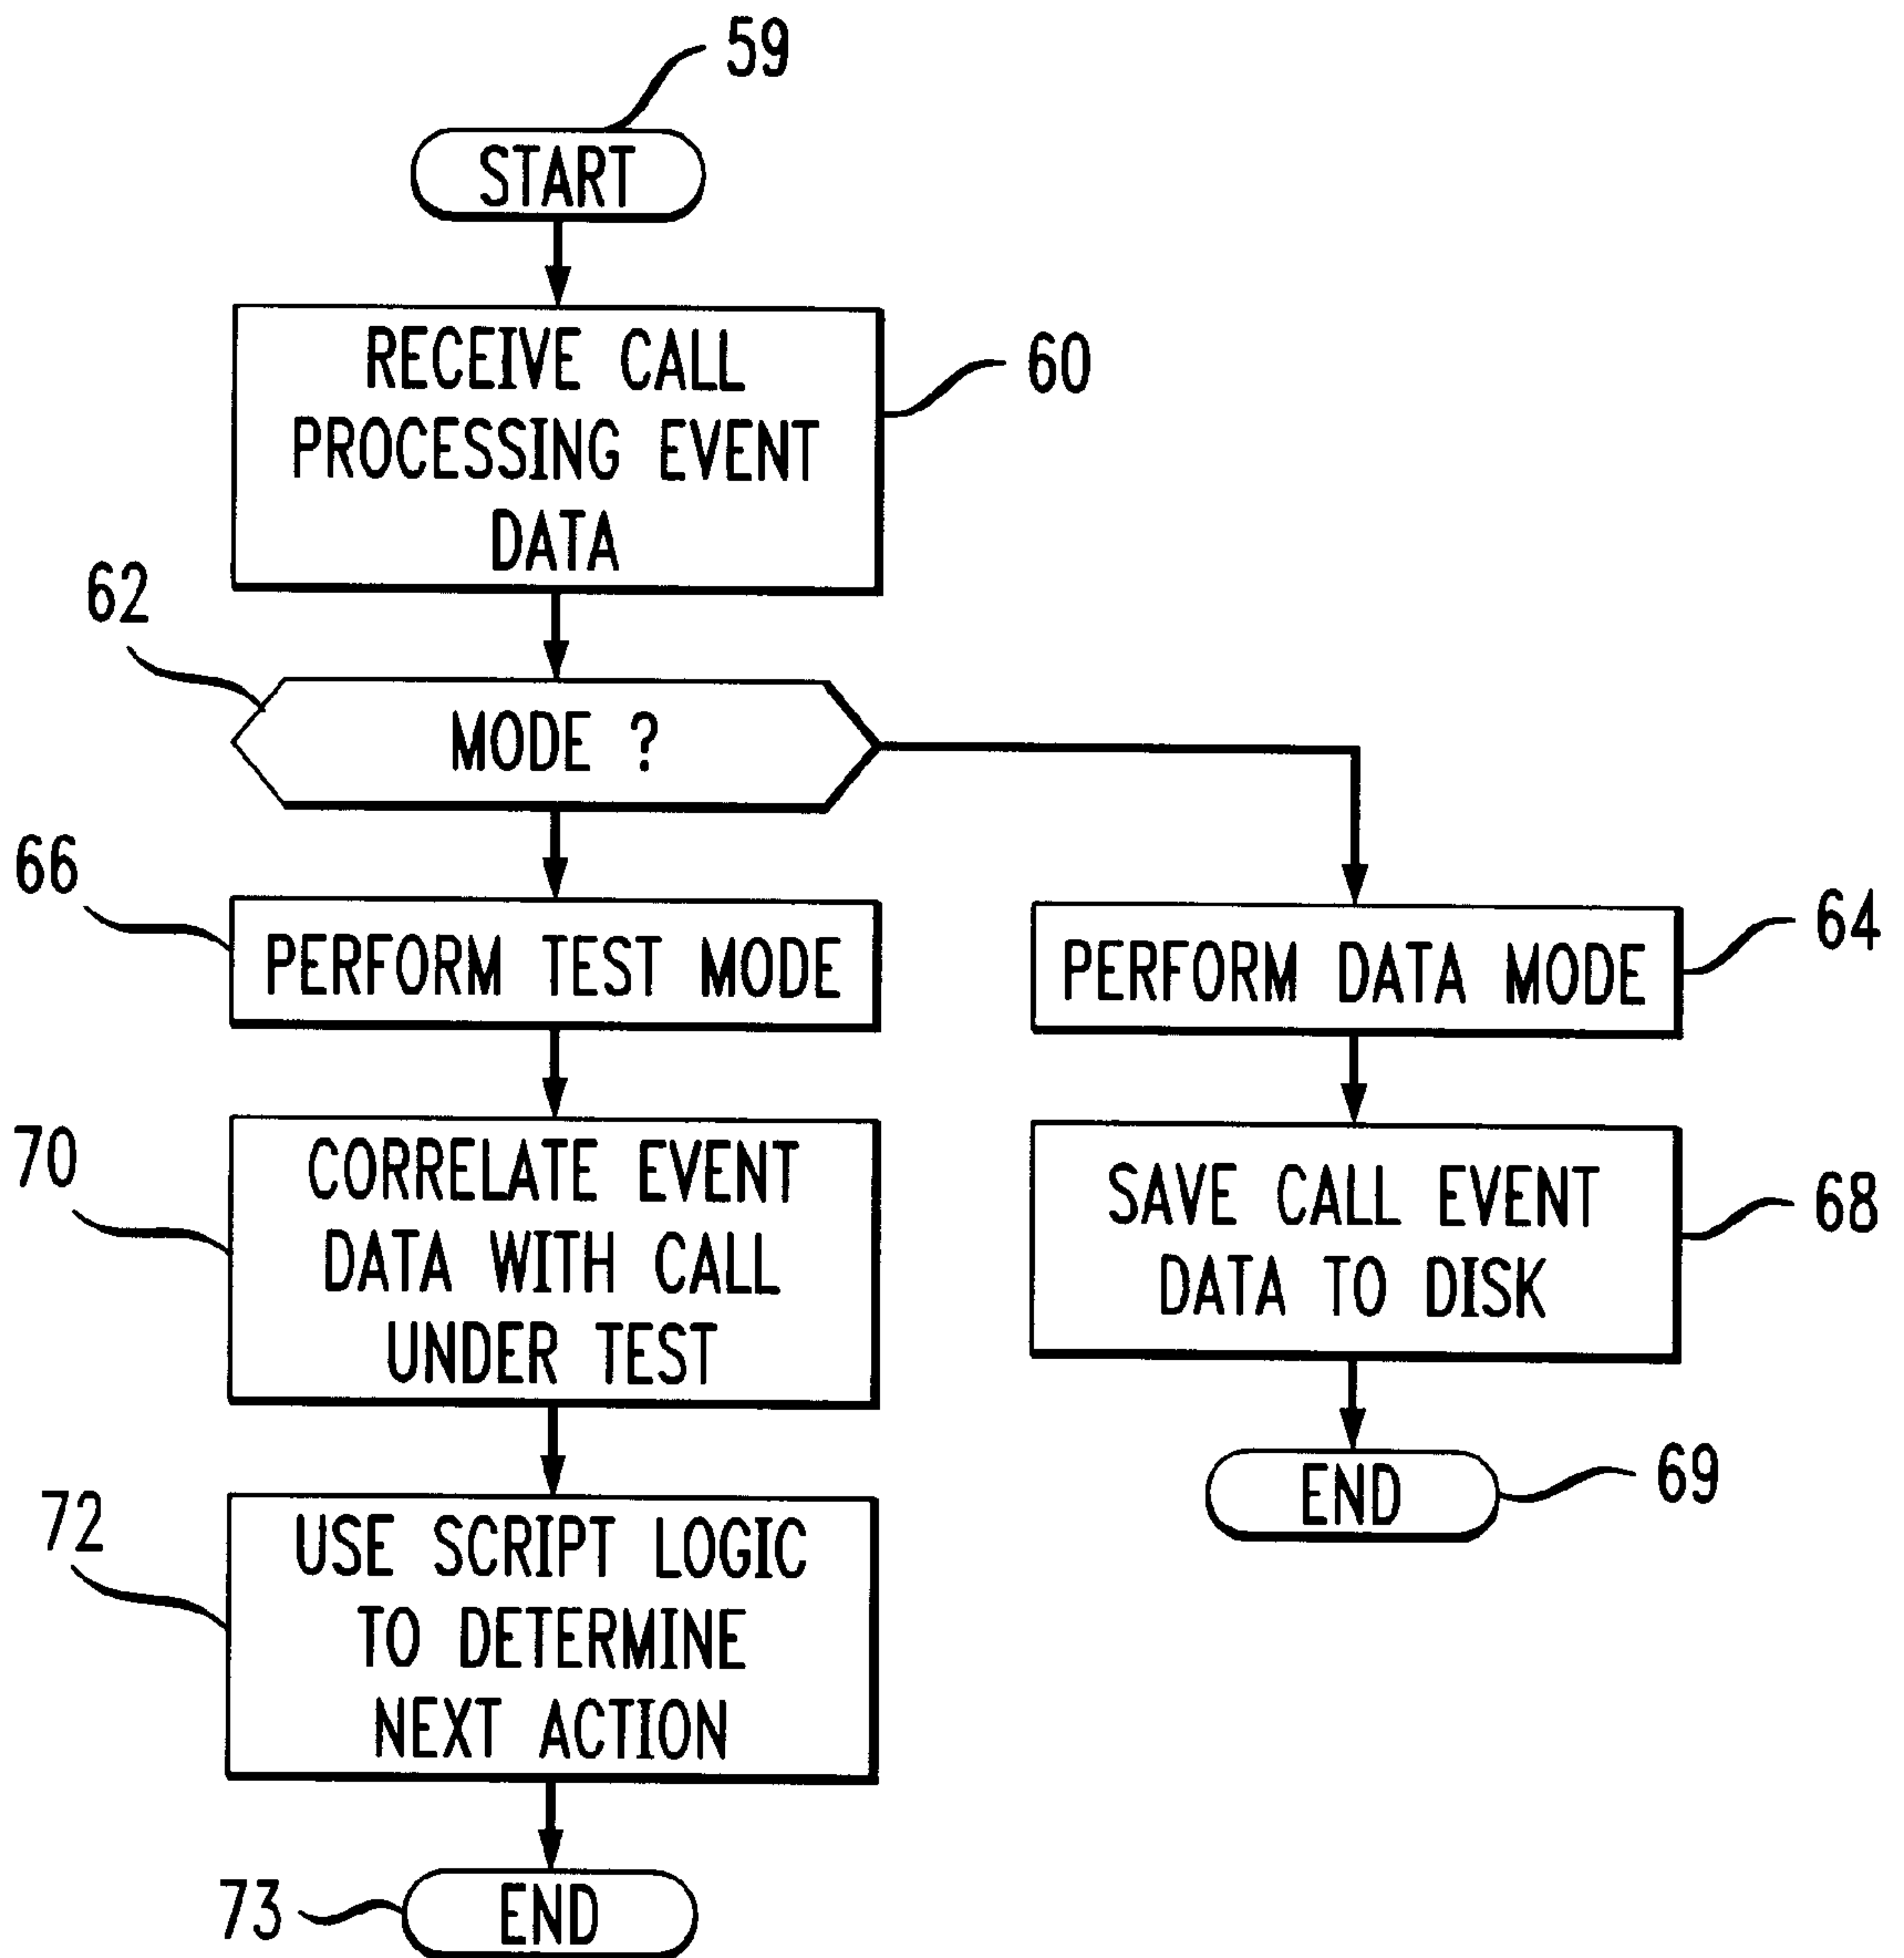 59
START
RECEIVE CALL
PROCESSING EVENT
DATA
60
62
MODE ?
66
PERFORM TEST MODE
PERFORM DATA MODE
64
70
CORRELATE EVENT
DATA WITH CALL
UNDER TEST
SAVE CALL EVENT
DATA TO DISK
68
72
USE SCRIPT LOGIC
TO DETERMINE
NEXT ACTION
END
69
73
END